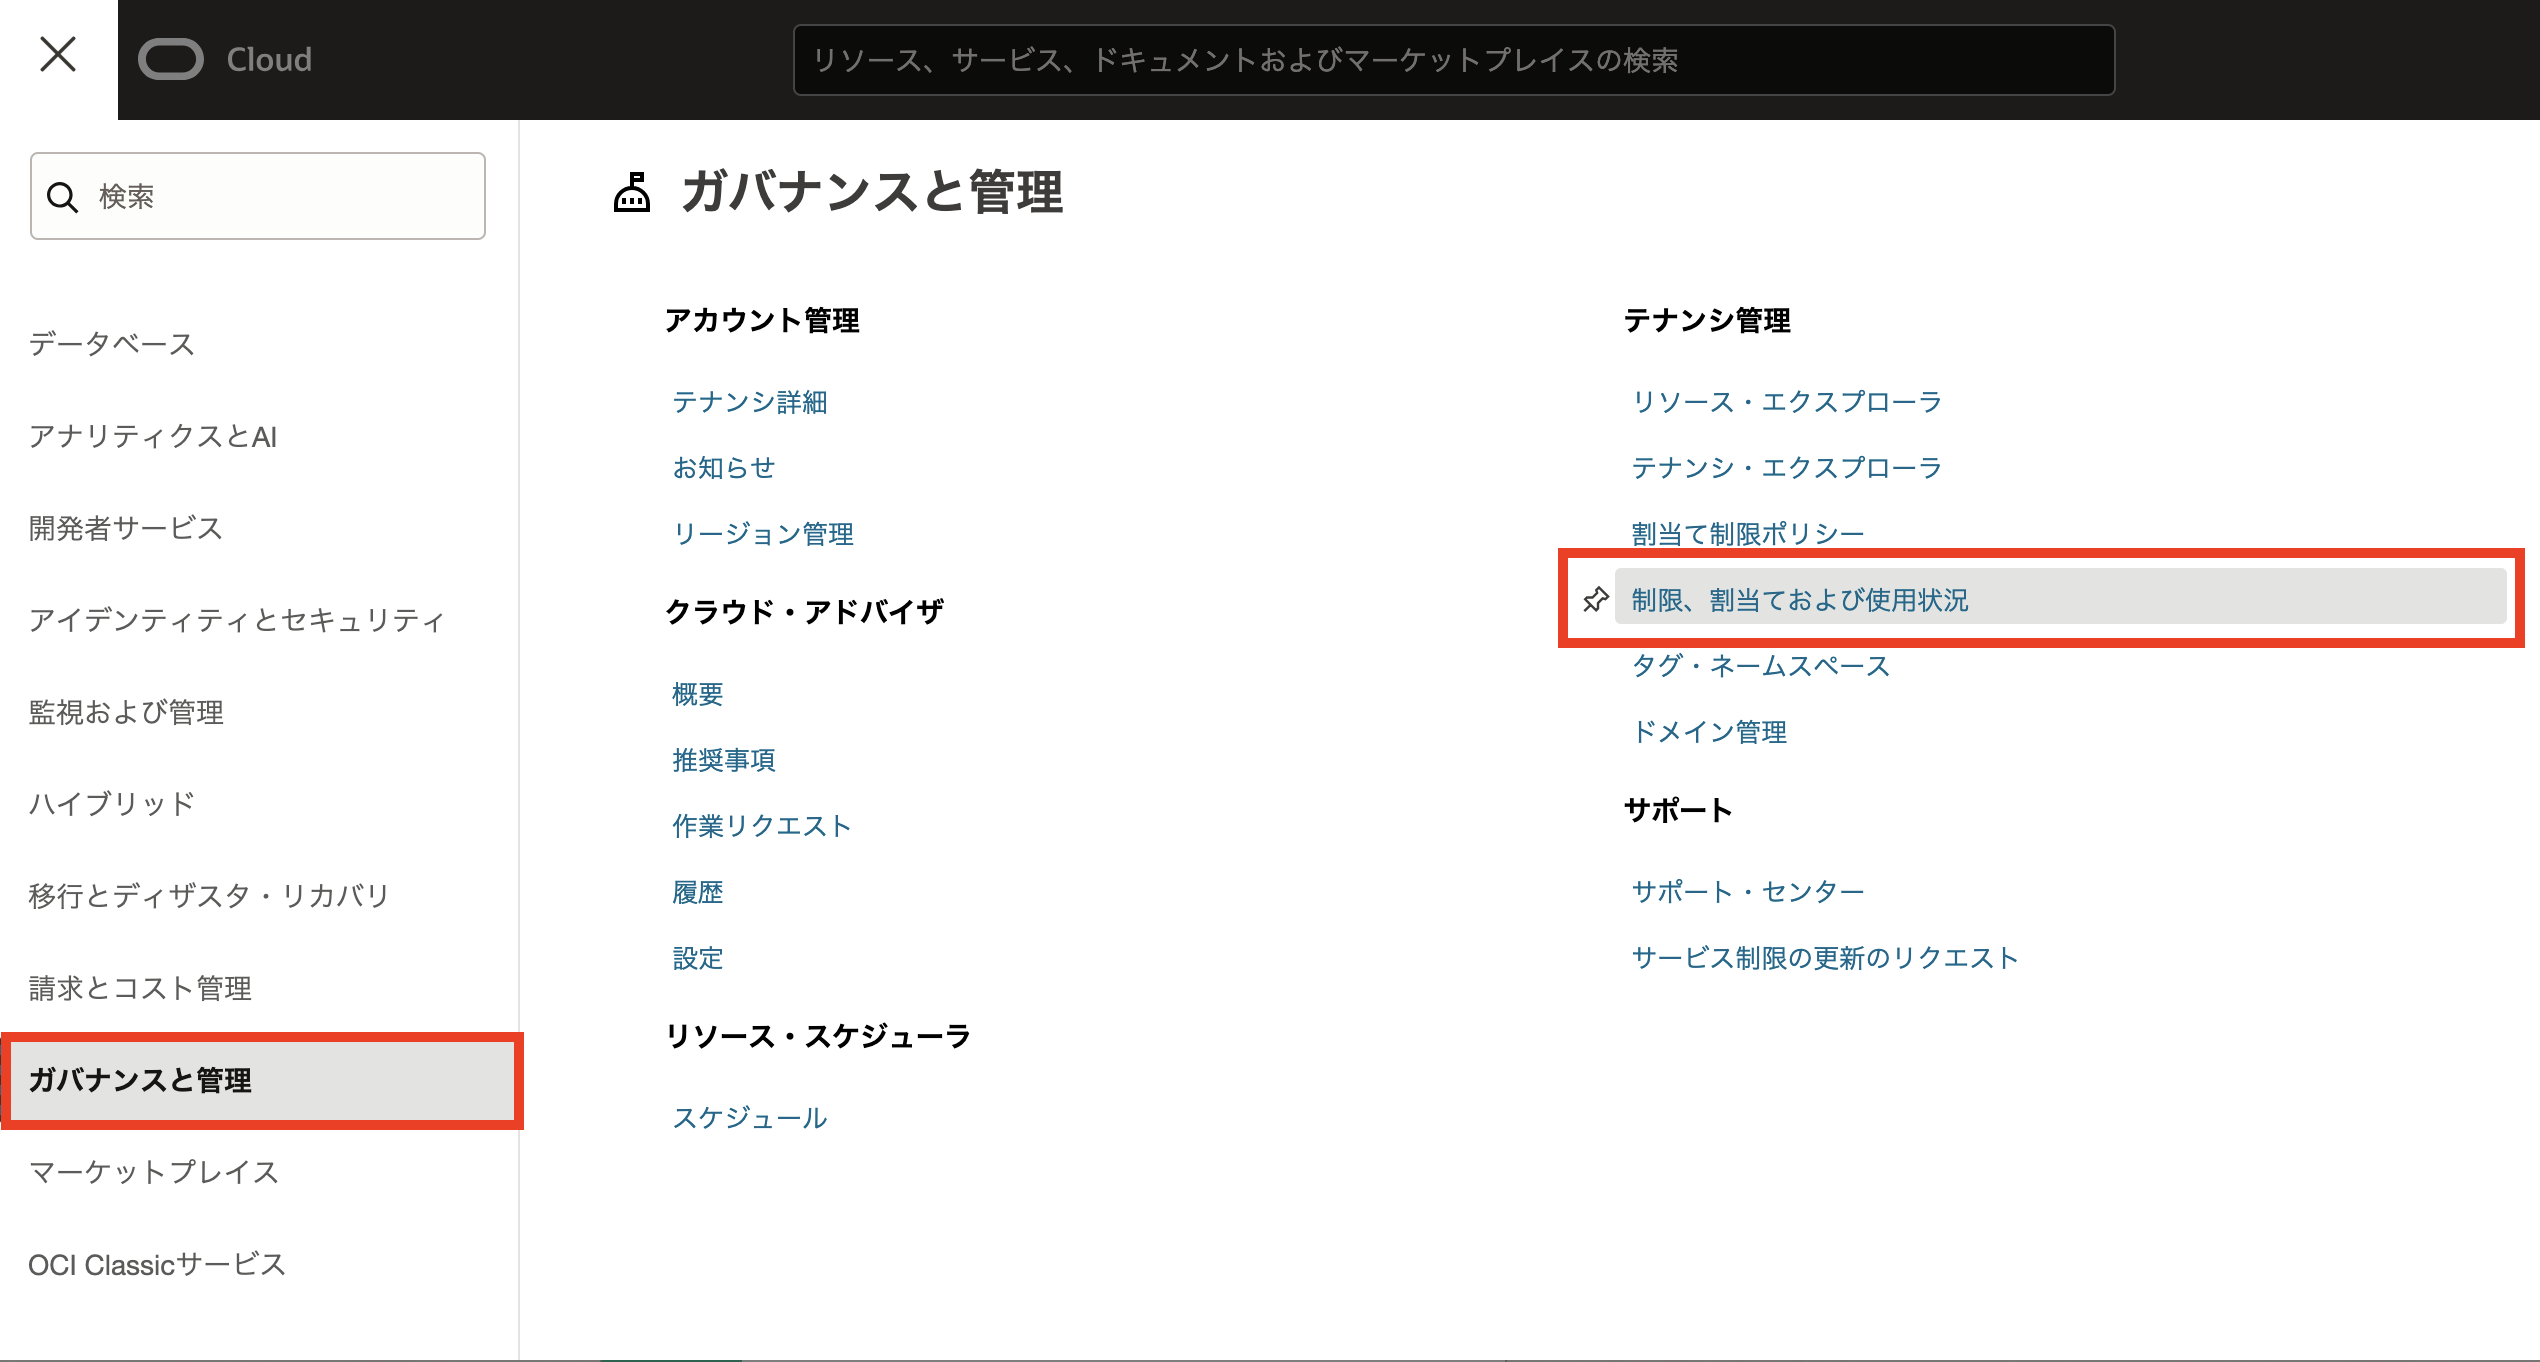 Cloud
リソース、サービス、ドキュメントおよびマーケットプレイスの検索
検索
データベース
アナリティクスとAI
開発者サービス
アイデンティティとセキュリティ
監視および管理
ハイブリッド
移行とディザスタ・リカバリ
請求とコスト管理
ガバナンスと管理
マーケットプレイス
OCI Classicサービス
ガバナンスと管理
アカウント管理
テナンシ詳細
お知らせ
リージョン管理
クラウド・アドバイザ
概要
推奨事項
作業リクエスト
履歴
設定
リソース・スケジューラ
スケジュール
テナンシ管理
リソース・エクスプローラ
テナンシ・エクスプローラ
割当て制限ポリシー
制限、割当ておよび使用状況
タグ・ネームスペース
ドメイン管理
サポート
サポート・センター
サービス制限の更新のリクエスト